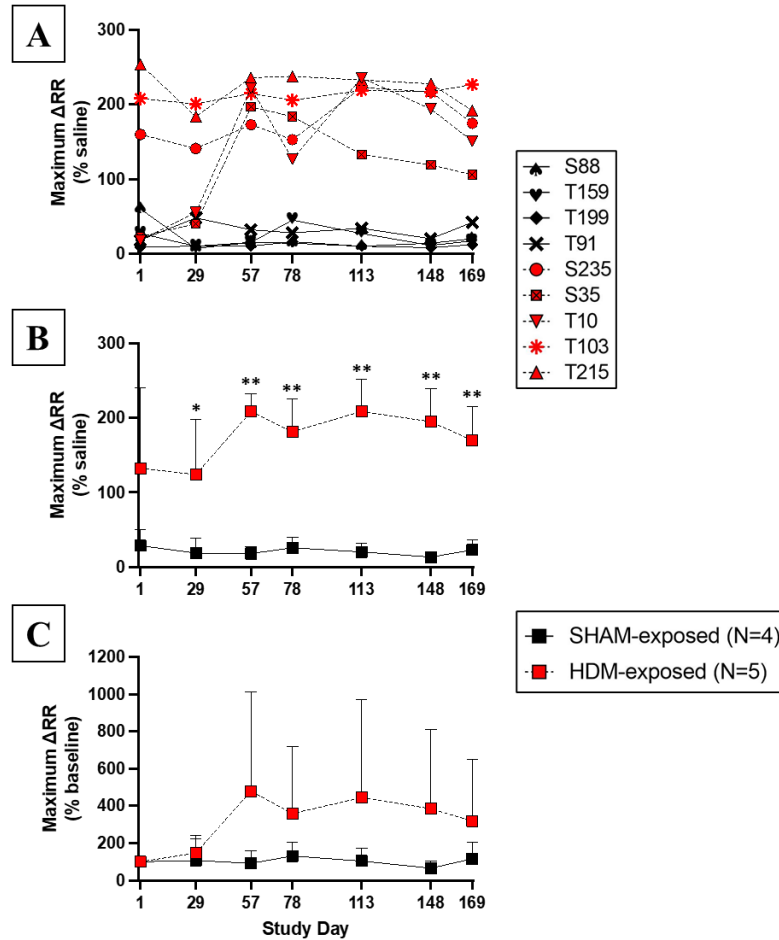 A
Maximum ΔRR
(% saline)
300
200
100
0
1 29 57 78 113 148 169
S88
T159
T199
T91
S235
S35
T10
T103
T215
B
Maximum ΔRR
(% saline)
300
200
100
0
* ** ** ** ** **
1 29 57 78 113 148 169
C
Maximum ΔRR
(% baseline)
1200
1000
800
600
400
200
0
1 29 57 78 113 148 169
Study Day
SHAM-exposed (N=4)
HDM-exposed (N=5)